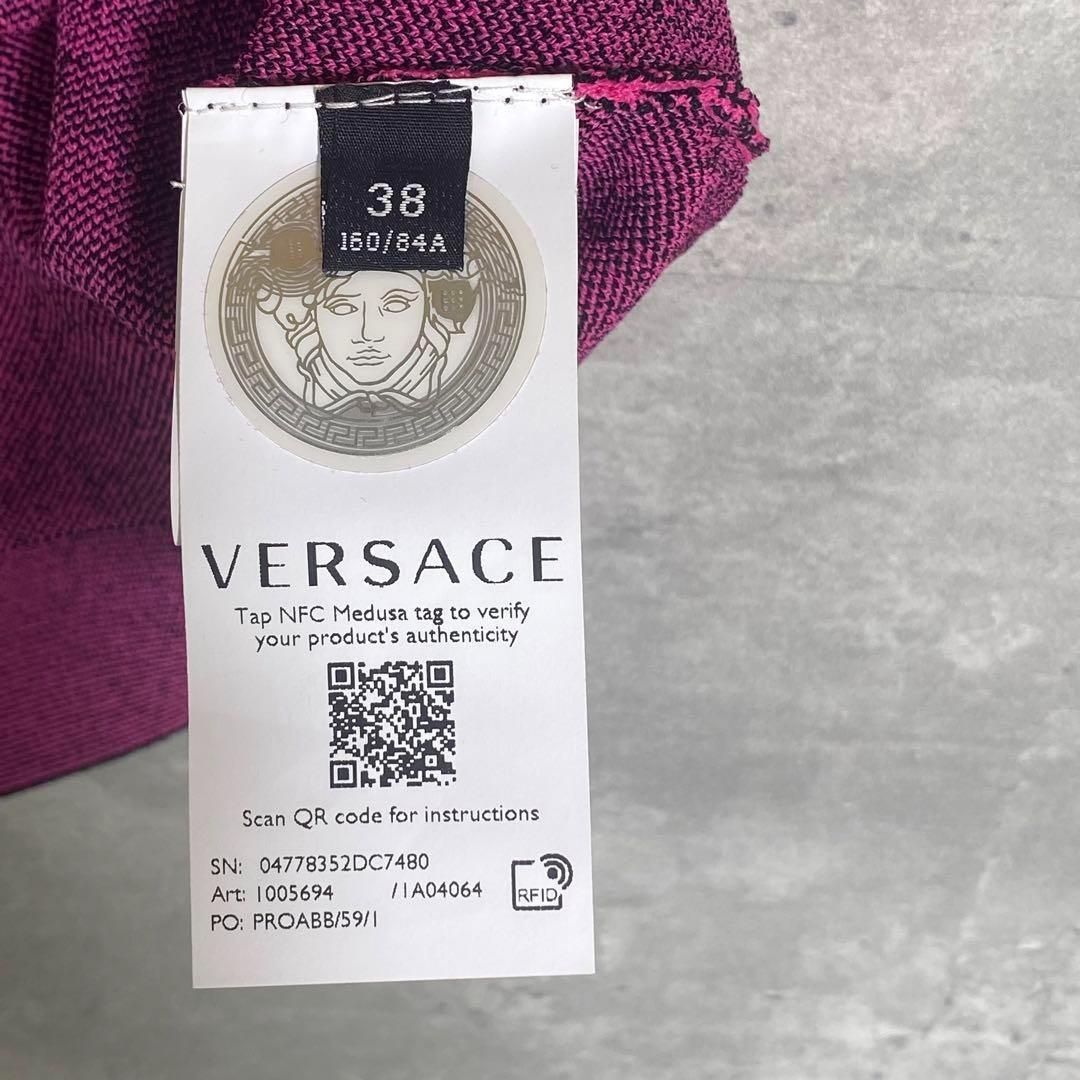 38
160/84A
VERSACE
Tap NFC Medusa tag to verify
your product's authenticity
Scan QR code for instructions
SN: 04778352DC7480
Art: 1005694 /1A04064
RFID
PO: PROABB/59/1